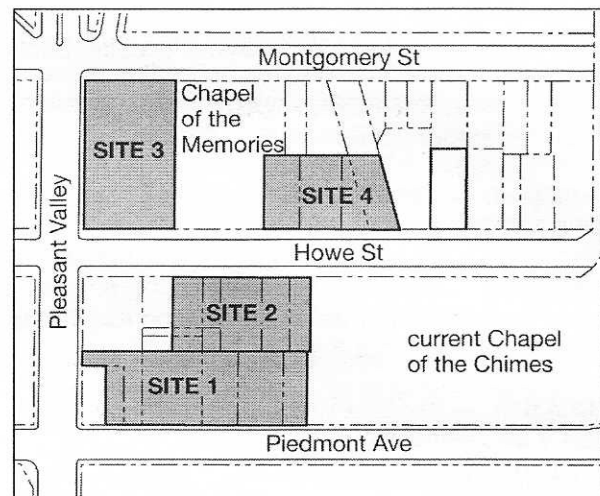 Montgomery St
Chapel
of the
Memories
SITE 3
SITE 4
Pleasant Valley
Howe St
SITE 2
current Chapel
of the Chimes
SITE 1
Piedmont Ave